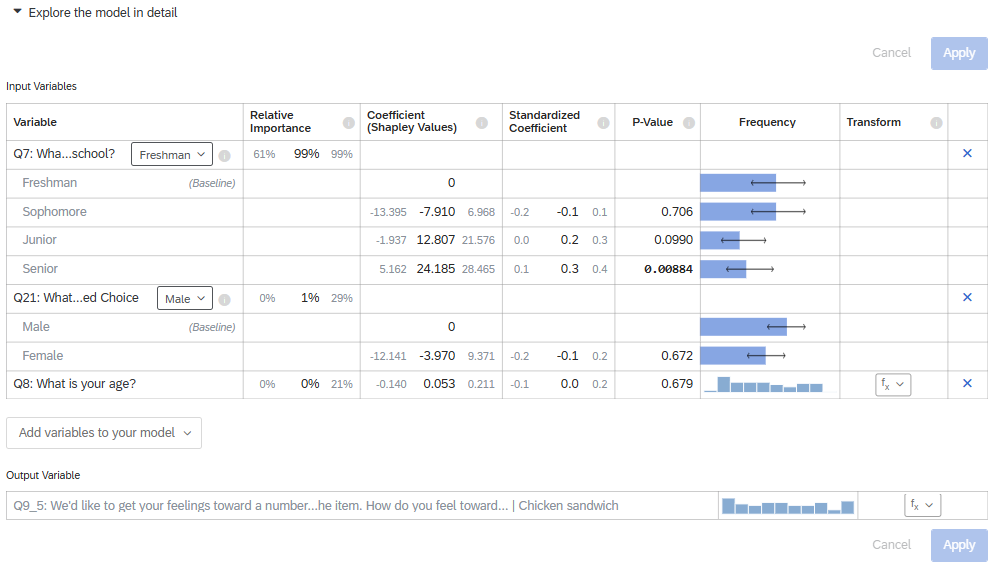 Explore the model in detail
Cancel Apply
Input Variables
Variable Relative Importance Coefficient (Shapley Values) Standardized Coefficient P-Value Frequency Transform
Q7: Wha...school? Freshman 61% 99% 99%
Freshman (Baseline) 0
Sophomore -13.395 -7.910 6.968 -0.2 -0.1 0.1 0.706
Junior -1.937 12.807 21.576 0.0 0.2 0.3 0.0990
Senior 5.162 24.185 28.465 0.1 0.3 0.4 0.00884
Q21: What...ed Choice Male 0% 1% 29%
Male (Baseline) 0
Female -12.141 -3.970 9.371 -0.2 -0.1 0.2 0.672
Q8: What is your age? 0% 0% 21% -0.140 0.053 0.211 -0.1 0.0 0.2 0.679 fx
Add variables to your model
Output Variable
Q9_5: We'd like to get your feelings toward a number...he item. How do you feel toward... | Chicken sandwich fx
Cancel Apply